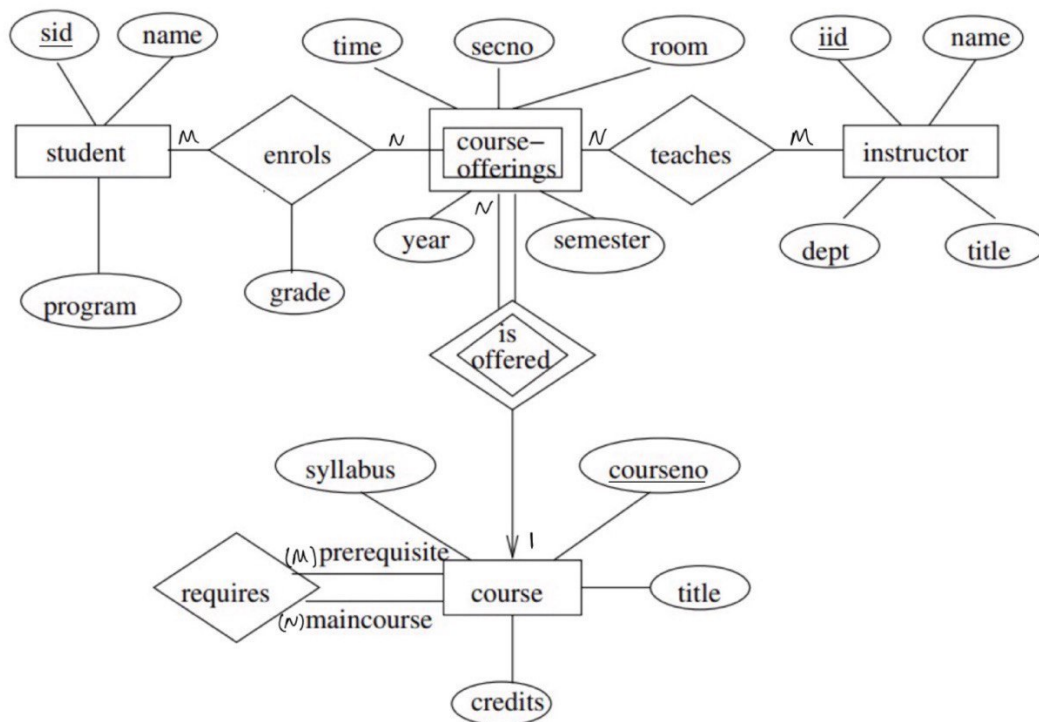 sid
name
time
secno
room
iid
name
student
M
enrols
N
course-
offerings
N
teaches
M
instructor
program
grade
year
N
semester
dept
title
is
offered
syllabus
courseno
1
requires
(M) prerequisite
(N) maincourse
course
title
credits